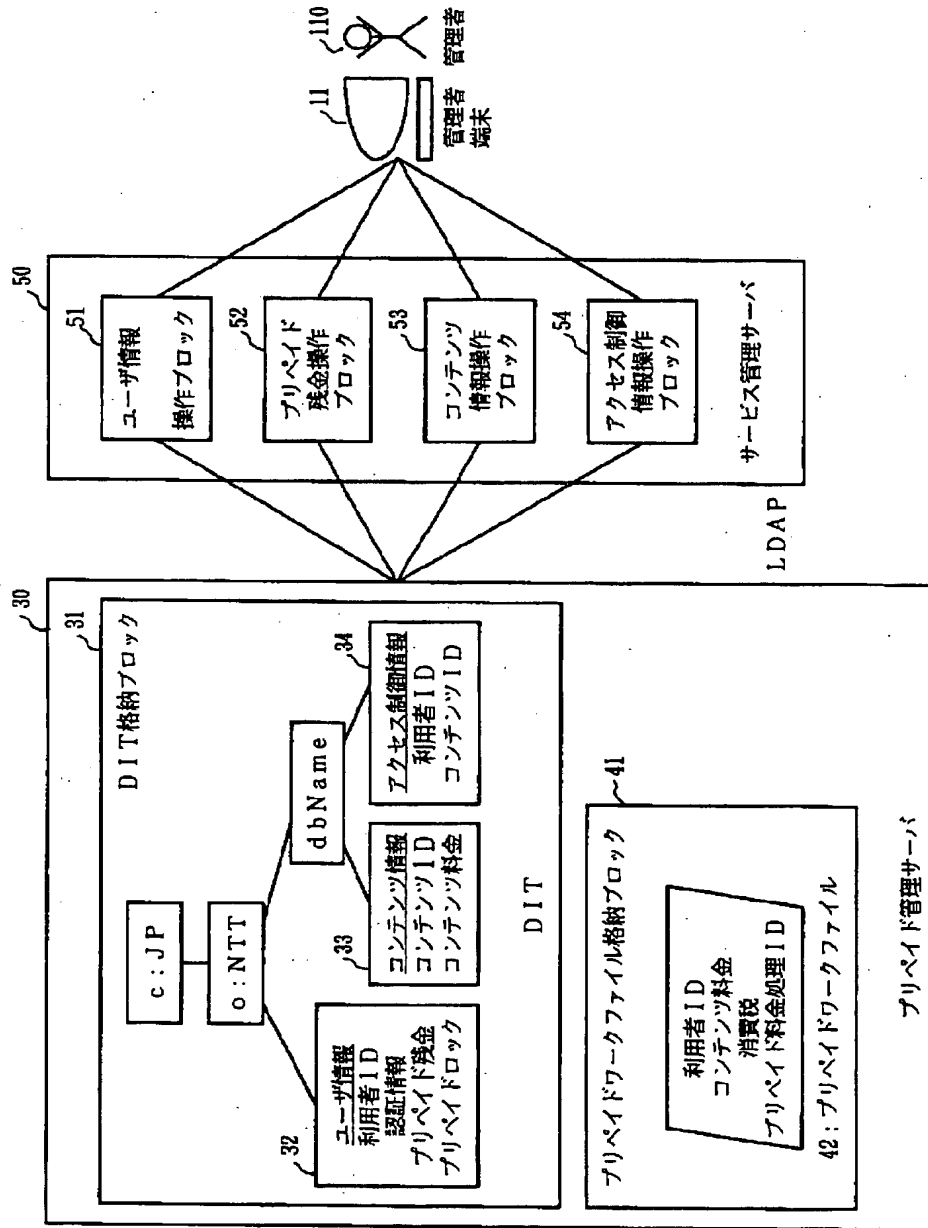 30
31
DIT格納ブロック
c:JP
o:NTT
dbName
32
ユーザ情報
利用者ID
認証情報
プリペイド残金
プリペイドロック
33
コンテンツ情報
コンテンツID
コンテンツ料金
34
アクセス制御情報
利用者ID
コンテンツID
DIT
41
プリペイドワークファイル格納ブロック
利用者ID
コンテンツ料金
消費税
プリペイド料金処理ID
42:プリペイドワークファイル
プリペイド管理サーバ
LDAP
50
51
ユーザ情報
操作ブロック
52
プリペイド
残金操作
ブロック
53
コンテンツ
情報操作
ブロック
54
アクセス制御
情報操作
ブロック
サービス管理サーバ
11
管理者
端末
110
管理者